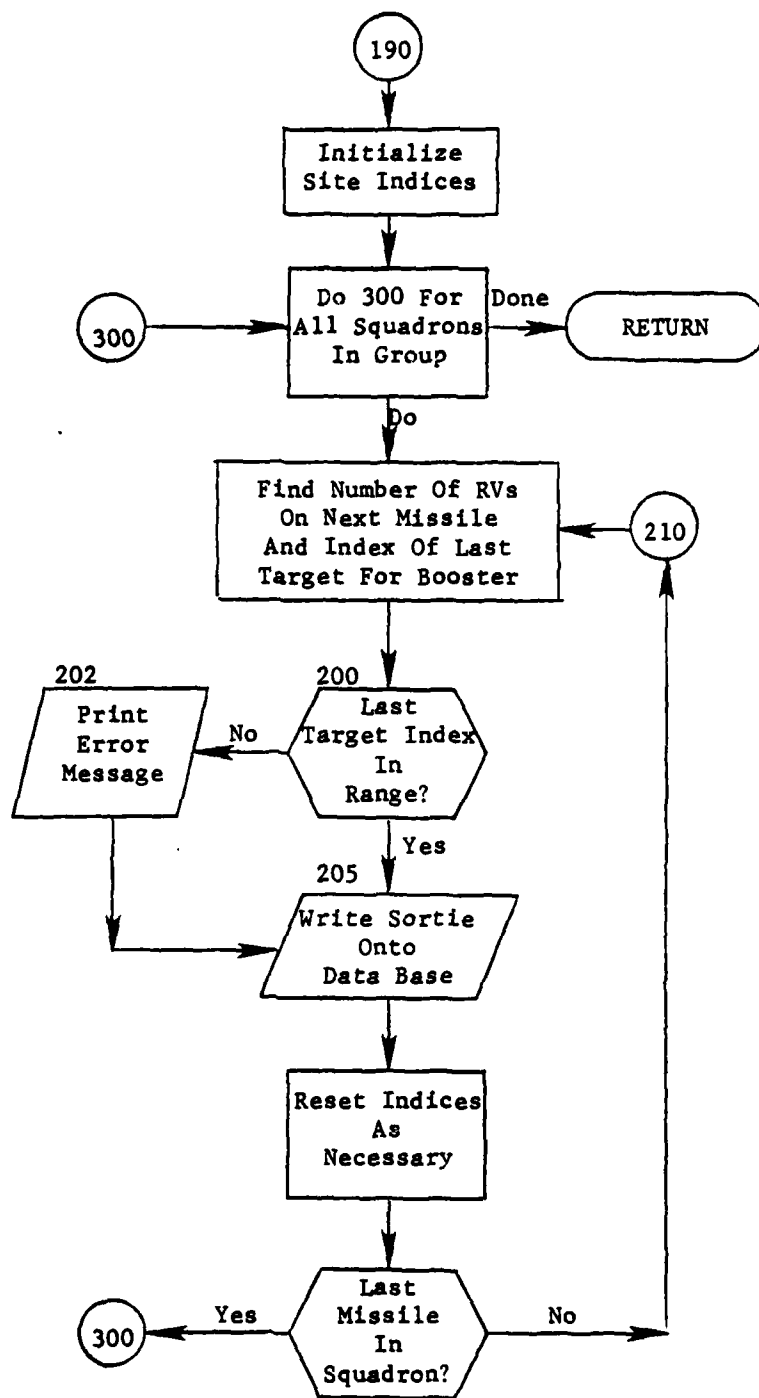 190
Initialize
Site Indices
300
Do 300 For
All Squadrons
In Group
Done
RETURN
Do
Find Number Of RVs
On Next Missile
And Index Of Last
Target For Booster
210
202
Print
Error
Message
No
200
Last
Target Index
In
Range?
Yes
205
Write Sortie
Onto
Data Base
Reset Indices
As
Necessary
300
Yes
Last
Missile
In
Squadron?
No